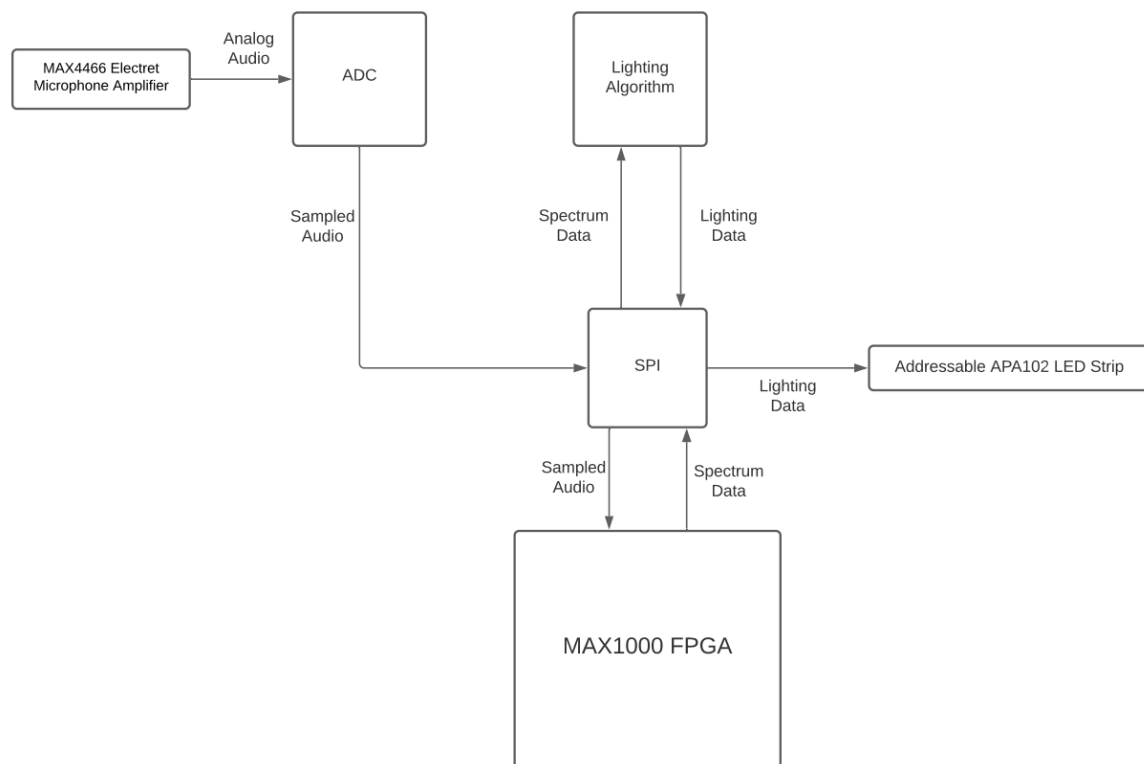 Analog
Audio
MAX4466 Electret
Microphone Amplifier
ADC
Lighting
Algorithm
Sampled
Audio
Spectrum
Data
Lighting
Data
SPI
Addressable APA102 LED Strip
Lighting
Data
Sampled
Audio
Spectrum
Data
MAX1000 FPGA